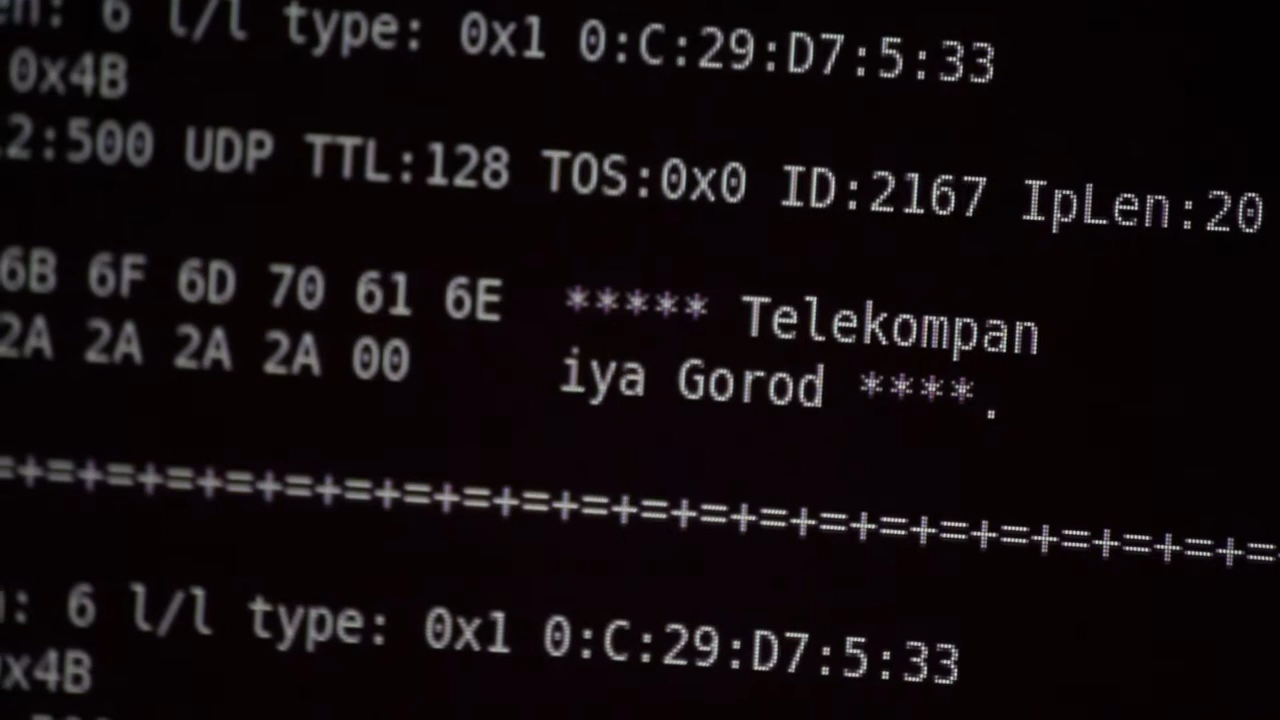 n: 6 l/l type: 0x1 0:C:29:D7:5:33
0x4B
.2:500 UDP TTL:128 TOS:0x0 ID:2167 IpLen:20
6B 6F 6D 70 61 6E ***** Telekompan
2A 2A 2A 2A 00 iya Gorod ****.
=+=+=+=+=+=+=+=+=+=+=+=+=+=+=+=+=+=+=+=+=+=
: 6 l/l type: 0x1 0:C:29:D7:5:33
x4B